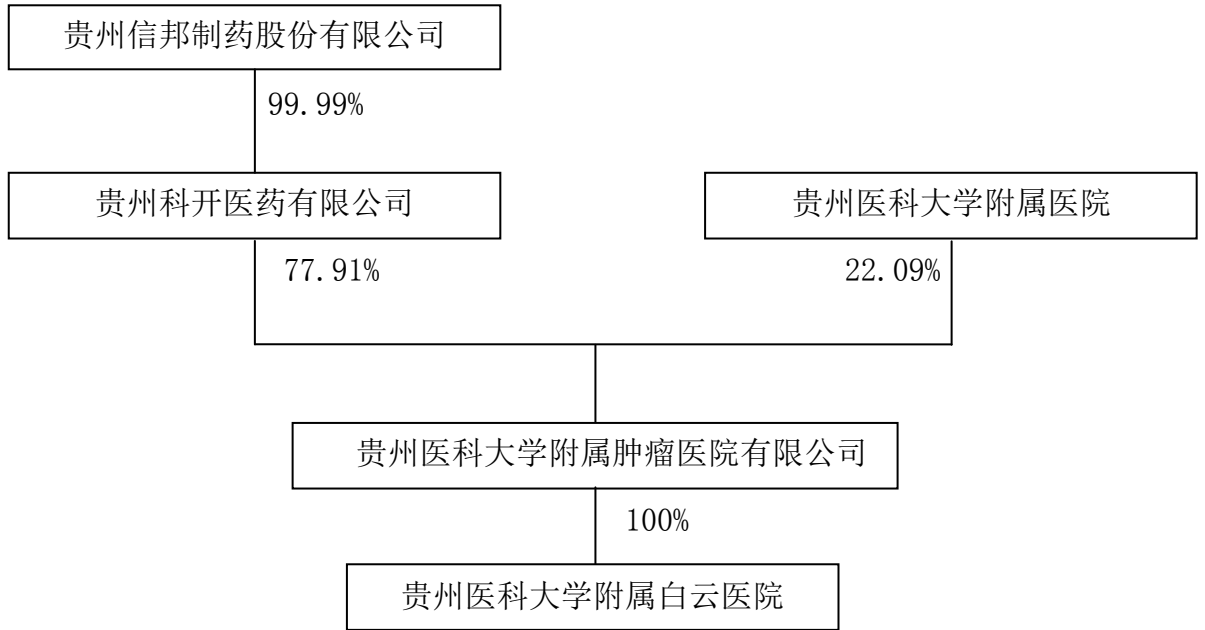 贵州信邦制药股份有限公司
99.99%
贵州科开医药有限公司
贵州医科大学附属医院
77.91%
22.09%
贵州医科大学附属肿瘤医院有限公司
100%
贵州医科大学附属白云医院